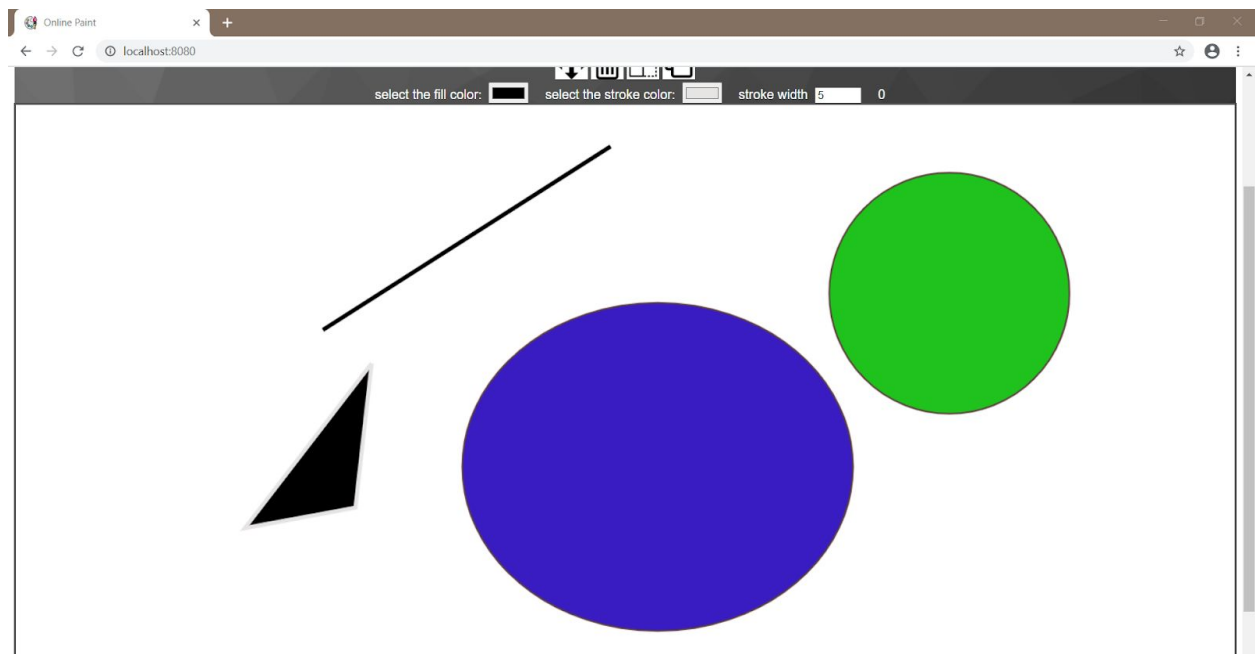 Online Paint
localhost:8080
select the fill color: select the stroke color: stroke width 5 0